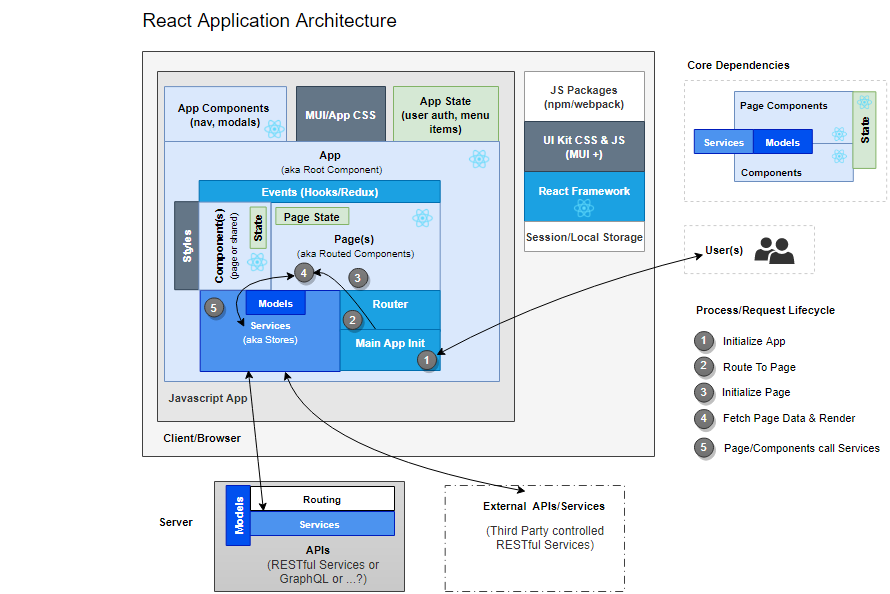 React Application Architecture
App Components
(nav, modals)
MUI/App CSS
App State
(user auth, menu
items)
App
(aka Root Component)
Events (Hooks/Redux)
Styles
Component(s)
(page or shared)
State
Page State
Page(s)
(aka Routed Components)
4
3
5
Models
Services
(aka Stores)
Router
2
Main App Init
1
Javascript App
Client/Browser
JS Packages
(npm/webpack)
UI Kit CSS & JS
(MUI +)
React Framework
Session/Local Storage
Core Dependencies
Page Components
Services
Models
State
Components
User(s)
Process/Request Lifecycle
1 Initialize App
2 Route To Page
3 Initialize Page
4 Fetch Page Data & Render
5 Page/Components call Services
Server
Models
Routing
Services
APIs
(RESTful Services or
GraphQL or ...?)
External APIs/Services
(Third Party controlled
RESTful Services)